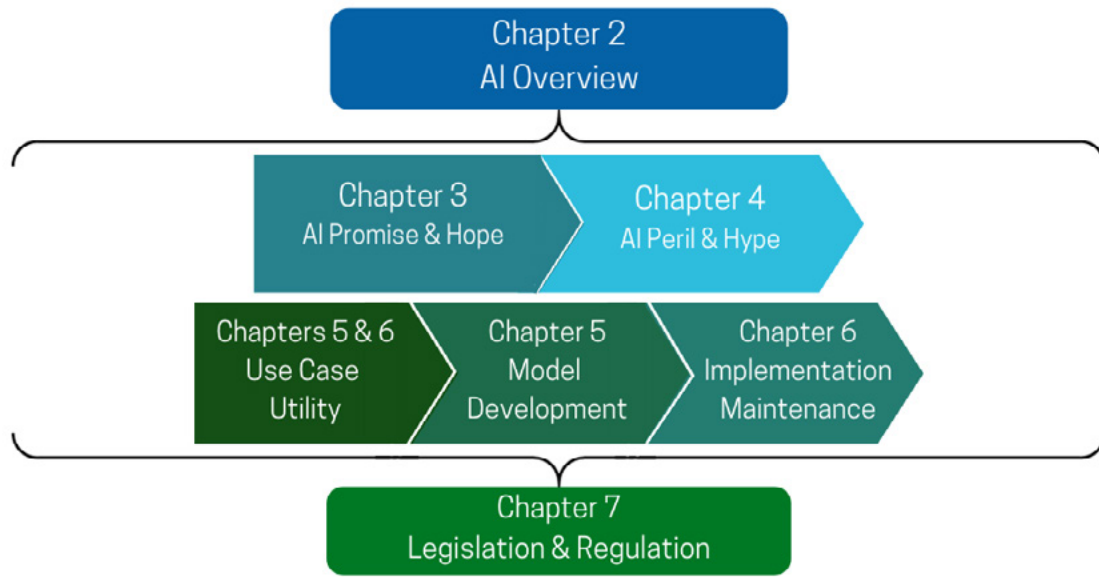 Chapter 2
AI Overview
Chapter 3
AI Promise & Hope
Chapter 4
AI Peril & Hype
Chapters 5 & 6
Use Case
Utility
Chapter 5
Model
Development
Chapter 6
Implementation
Maintenance
Chapter 7
Legislation & Regulation